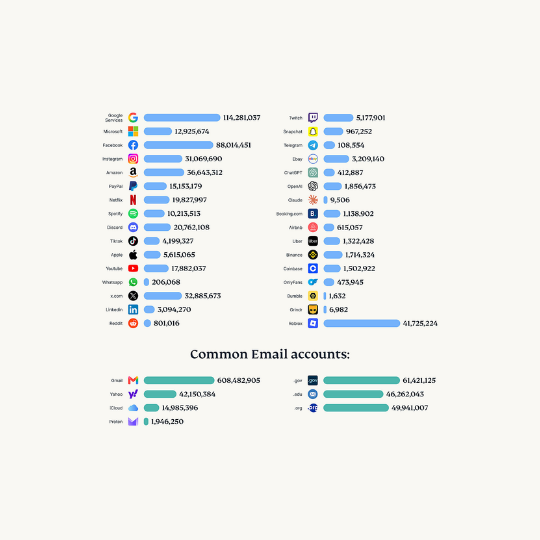 Google Services 114,281,037
Microsoft 12,925,674
Facebook 88,014,451
Instagram 31,069,690
Amazon 36,643,312
PayPal 15,153,179
Netflix 19,827,997
Spotify 10,213,513
Discord 20,762,108
Tiktok 4,199,327
Apple 5,615,065
Youtube 17,882,037
Whatsapp 206,068
X.com 32,885,673
LinkedIn 3,094,270
Reddit 801,016
Twitch 5,177,901
Snapchat 967,252
Telegram 108,554
Ebay 3,209,140
ChatGPT 412,887
OpenAI 1,856,473
Claude 9,506
Booking.com 1,138,902
Airbnb 615,057
Uber 1,322,428
Binance 1,714,324
Coinbase 1,502,922
OnlyFans 473,945
Bumble 1,632
Grindr 6,982
Roblox 41,725,224
Common Email accounts:
Gmail 608,482,905
Yahoo 42,150,384
iCloud 14,985,396
Proton 1,946,250
.gov 61,421,125
.edu 46,262,043
.org 49,941,007